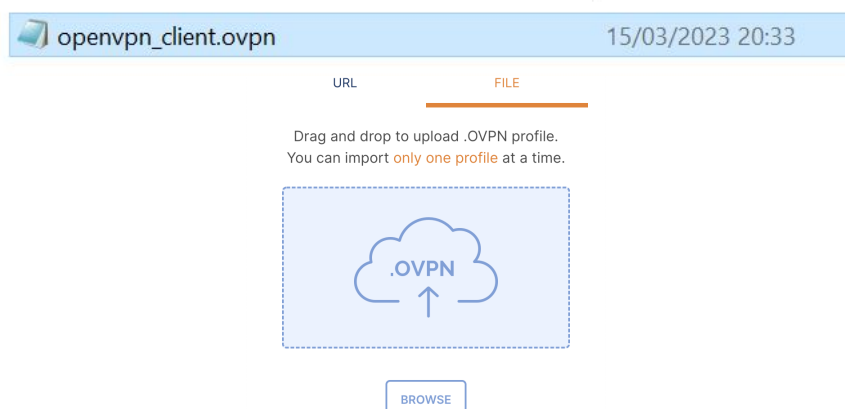 openvpn_client.ovpn 15/03/2023 20:33
URL FILE
Drag and drop to upload .OVPN profile.
You can import only one profile at a time.
.OVPN
BROWSE